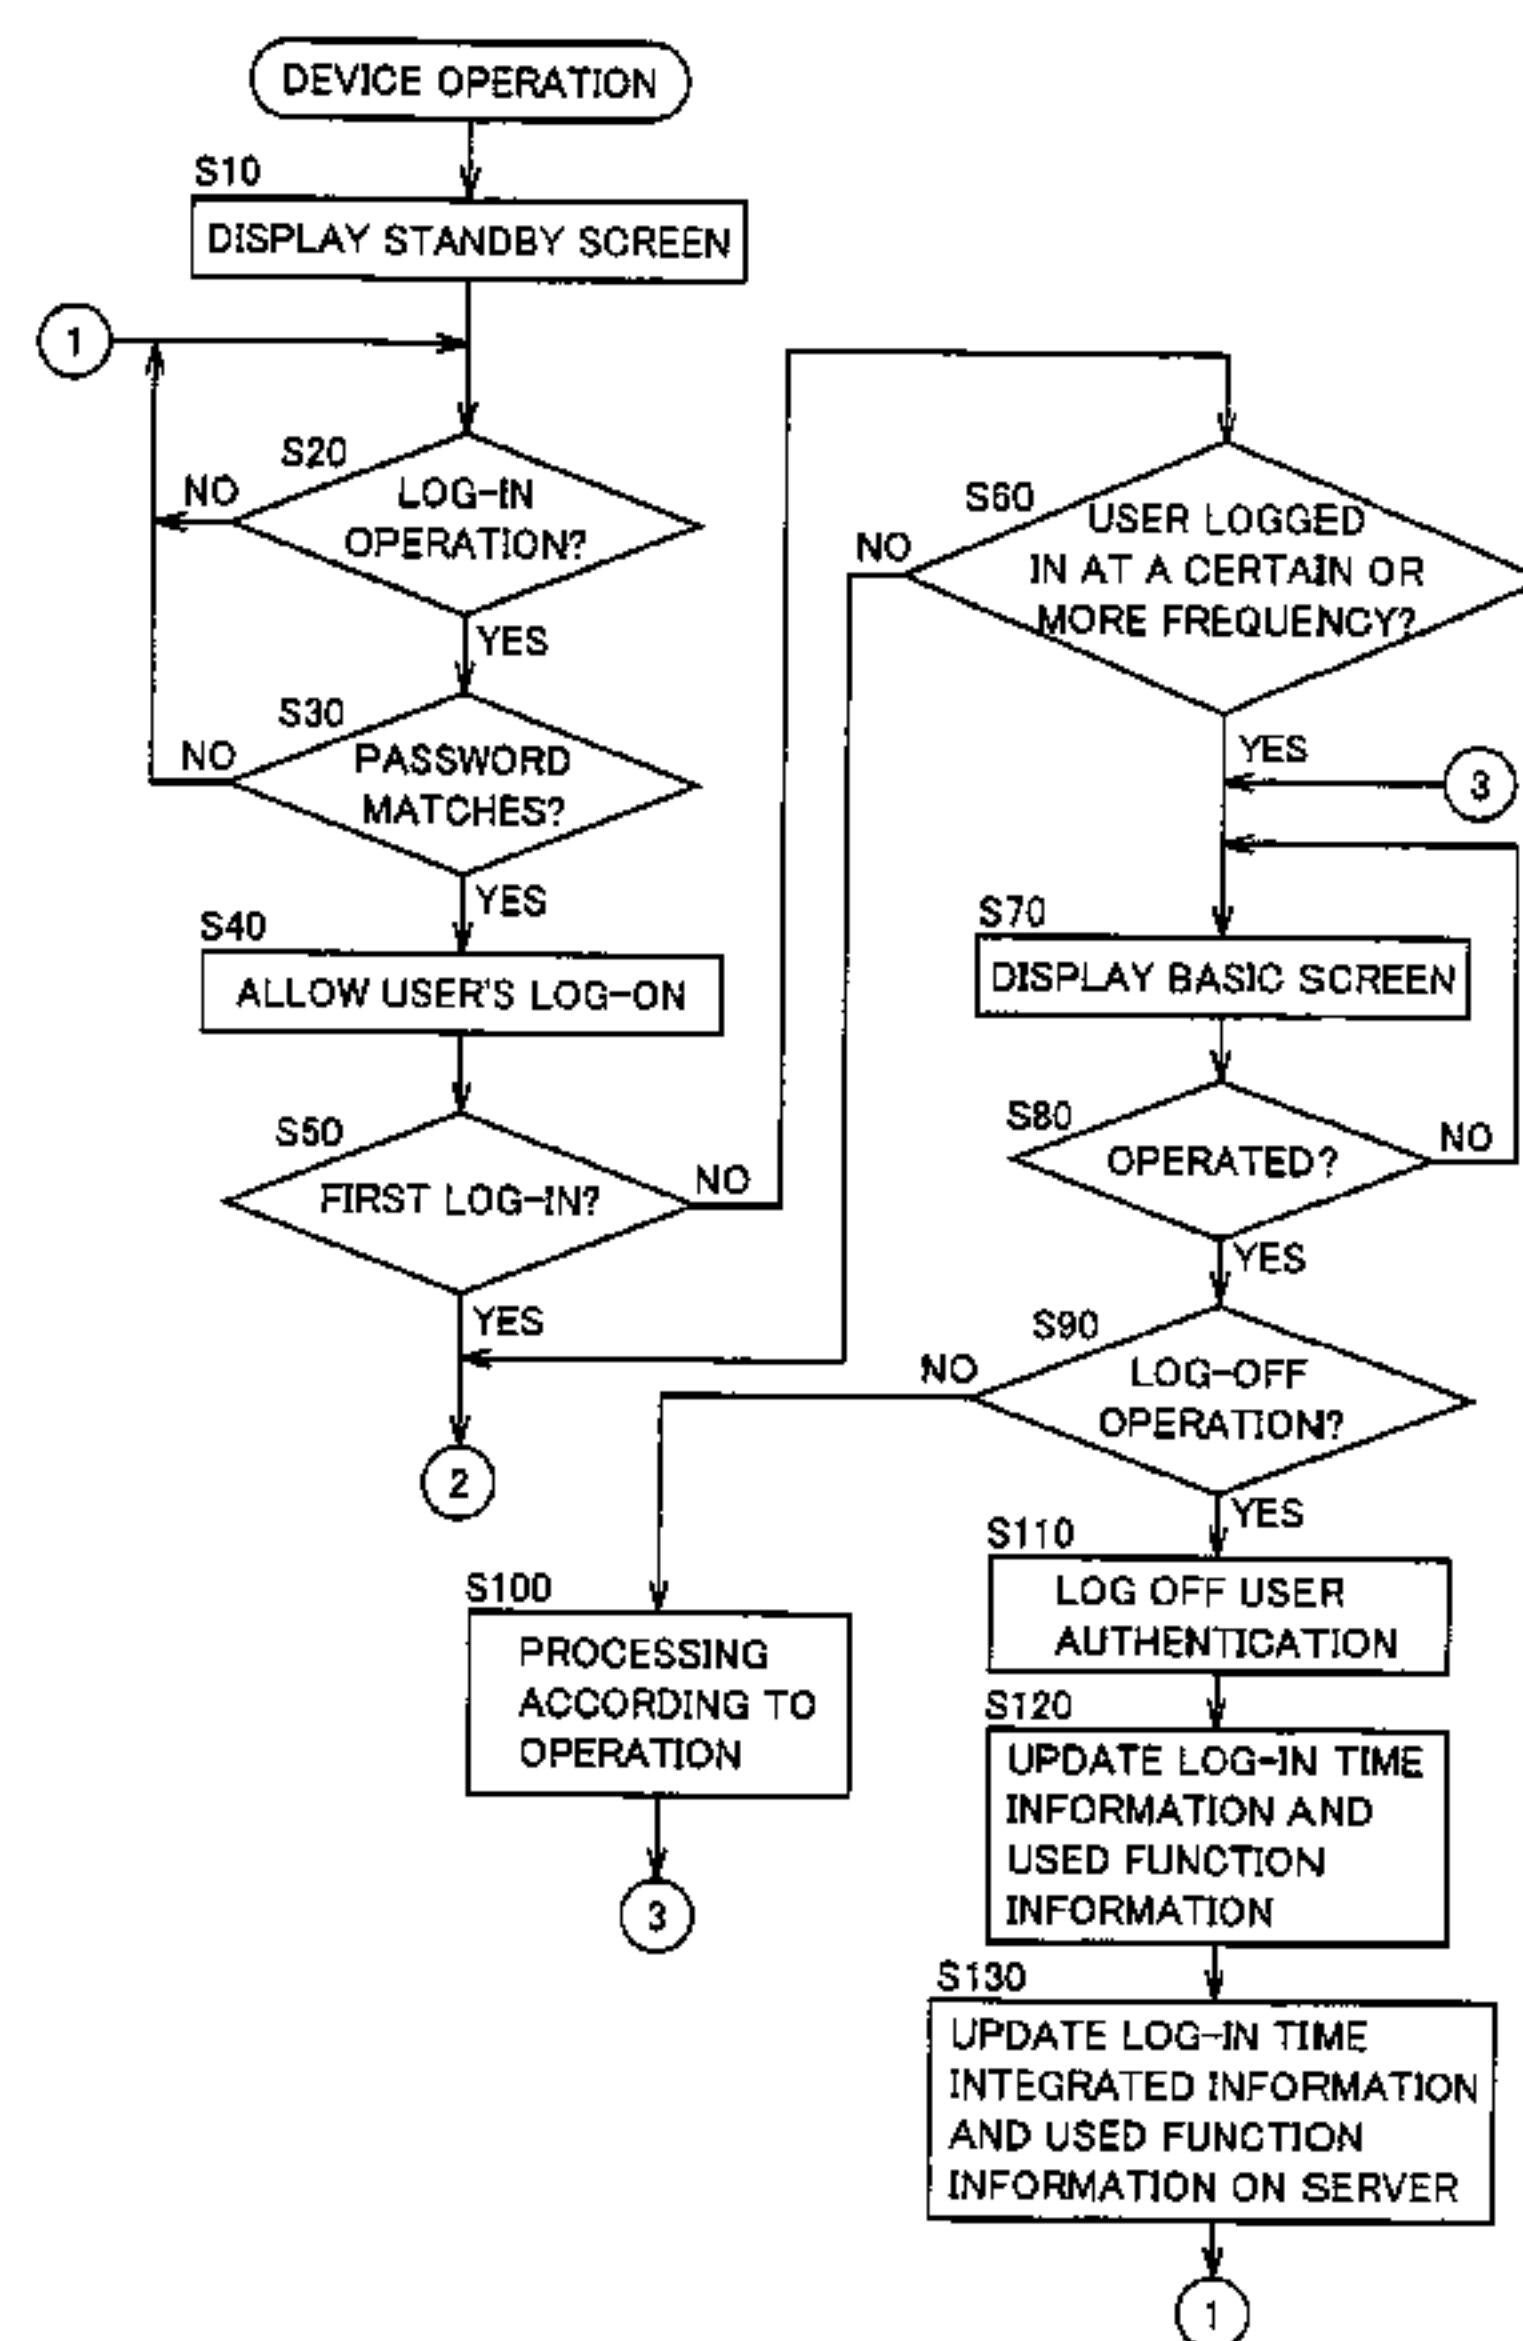 DEVICE OPERATION
S10
DISPLAY STANDBY SCREEN
1
S20
LOG-IN
OPERATION?
NO
YES
S30
PASSWORD
MATCHES?
NO
YES
S40
ALLOW USER'S LOG-ON
S50
FIRST LOG-IN?
NO
YES
2
S60
USER LOGGED
IN AT A CERTAIN OR
MORE FREQUENCY?
NO
YES
3
S70
DISPLAY BASIC SCREEN
S80
OPERATED?
NO
YES
S90
LOG-OFF
OPERATION?
NO
YES
S100
PROCESSING
ACCORDING TO
OPERATION
3
S110
LOG OFF USER
AUTHENTICATION
S120
UPDATE LOG-IN TIME
INFORMATION AND
USED FUNCTION
INFORMATION
S130
UPDATE LOG-IN TIME
INTEGRATED INFORMATION
AND USED FUNCTION
INFORMATION ON SERVER
1